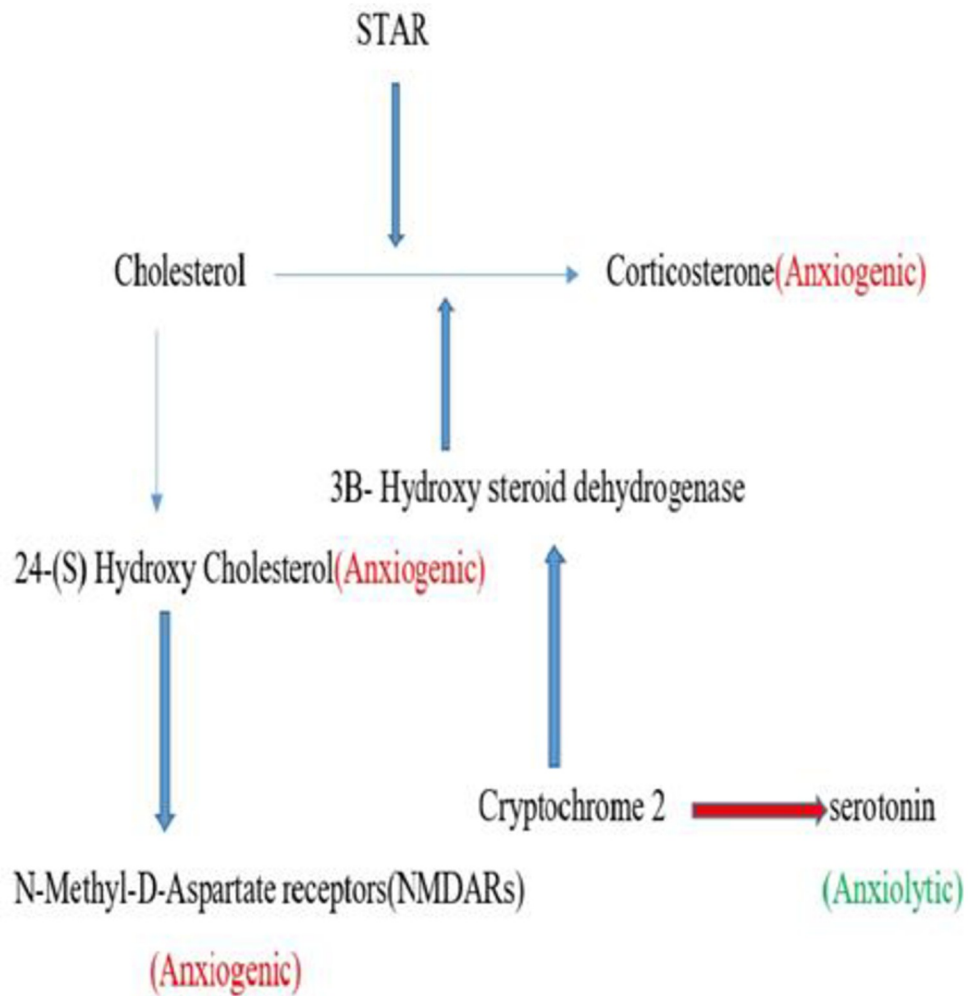 STAR
Cholesterol
Corticosterone(Anxiogenic)
3B- Hydroxy steroid dehydrogenase
24-(S) Hydroxy Cholesterol(Anxiogenic)
Cryptochrome 2
serotonin
N-Methyl-D-Aspartate receptors(NMDARs)
(Anxiolytic)
(Anxiogenic)